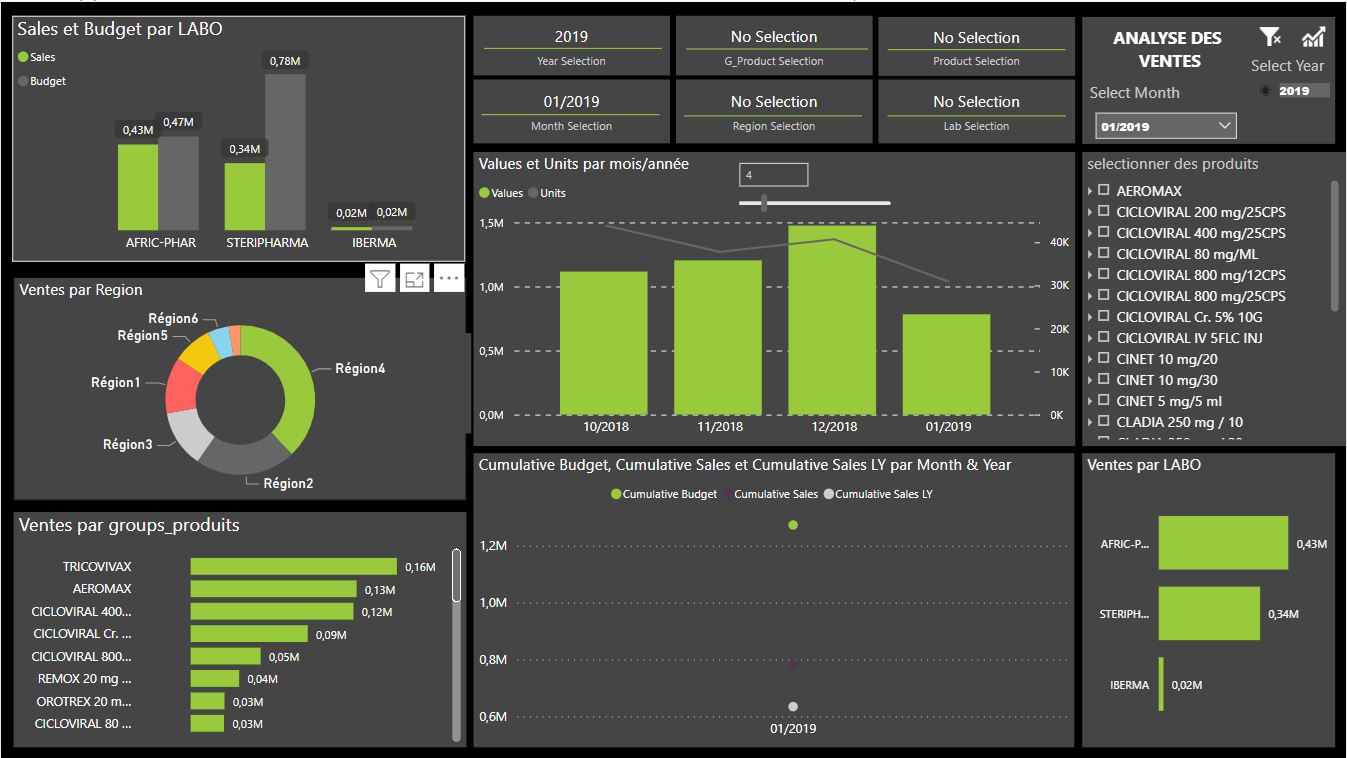 Sales et Budget par LABO
Sales
Budget
0,43M
0,47M
0,34M
0,78M
0,02M
0,02M
AFRIC-PHAR
STERIPHARMA
IBERMA
2019
Year Selection
No Selection
G_Product Selection
No Selection
Product Selection
01/2019
Month Selection
No Selection
Region Selection
No Selection
Lab Selection
ANALYSE DES
VENTES
Select Year
2019
Select Month
01/2019
Ventes par Region
Région6
Région5
Région1
Région3
Région2
Région4
Values et Units par mois/année
4
Values
Units
1,5M
1,0M
0,5M
0,0M
40K
30K
20K
10K
0K
10/2018
11/2018
12/2018
01/2019
selectionner des produits
AEROMAX
CICLOVIRAL 200 mg/25CPS
CICLOVIRAL 400 mg/25CPS
CICLOVIRAL 80 mg/ML
CICLOVIRAL 800 mg/12CPS
CICLOVIRAL 800 mg/25CPS
CICLOVIRAL Cr. 5% 10G
CICLOVIRAL IV 5FLC INJ
CINET 10 mg/20
CINET 10 mg/30
CINET 5 mg/5 ml
CLADIA 250 mg / 10
Ventes par groups_produits
TRICOVIVAX 0,16M
AEROMAX 0,13M
CICLOVIRAL 400... 0,12M
CICLOVIRAL Cr. ... 0,09M
CICLOVIRAL 800... 0,05M
REMOX 20 mg ... 0,04M
OROTREX 20 m... 0,03M
CICLOVIRAL 80 ... 0,03M
Cumulative Budget, Cumulative Sales et Cumulative Sales LY par Month & Year
Cumulative Budget
Cumulative Sales
Cumulative Sales LY
1,2M
1,0M
0,8M
0,6M
01/2019
Ventes par LABO
AFRIC-P... 0,43M
STERIPH... 0,34M
IBERMA 0,02M